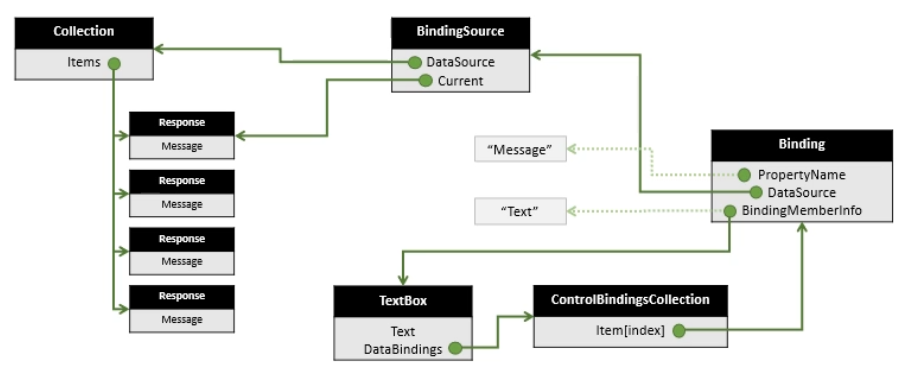 Collection
Items
BindingSource
DataSource
Current
Response
Message
Response
Message
Response
Message
Response
Message
“Message”
“Text”
Binding
PropertyName
DataSource
BindingMemberInfo
TextBox
Text
DataBindings
ControlBindingsCollection
Item[index]